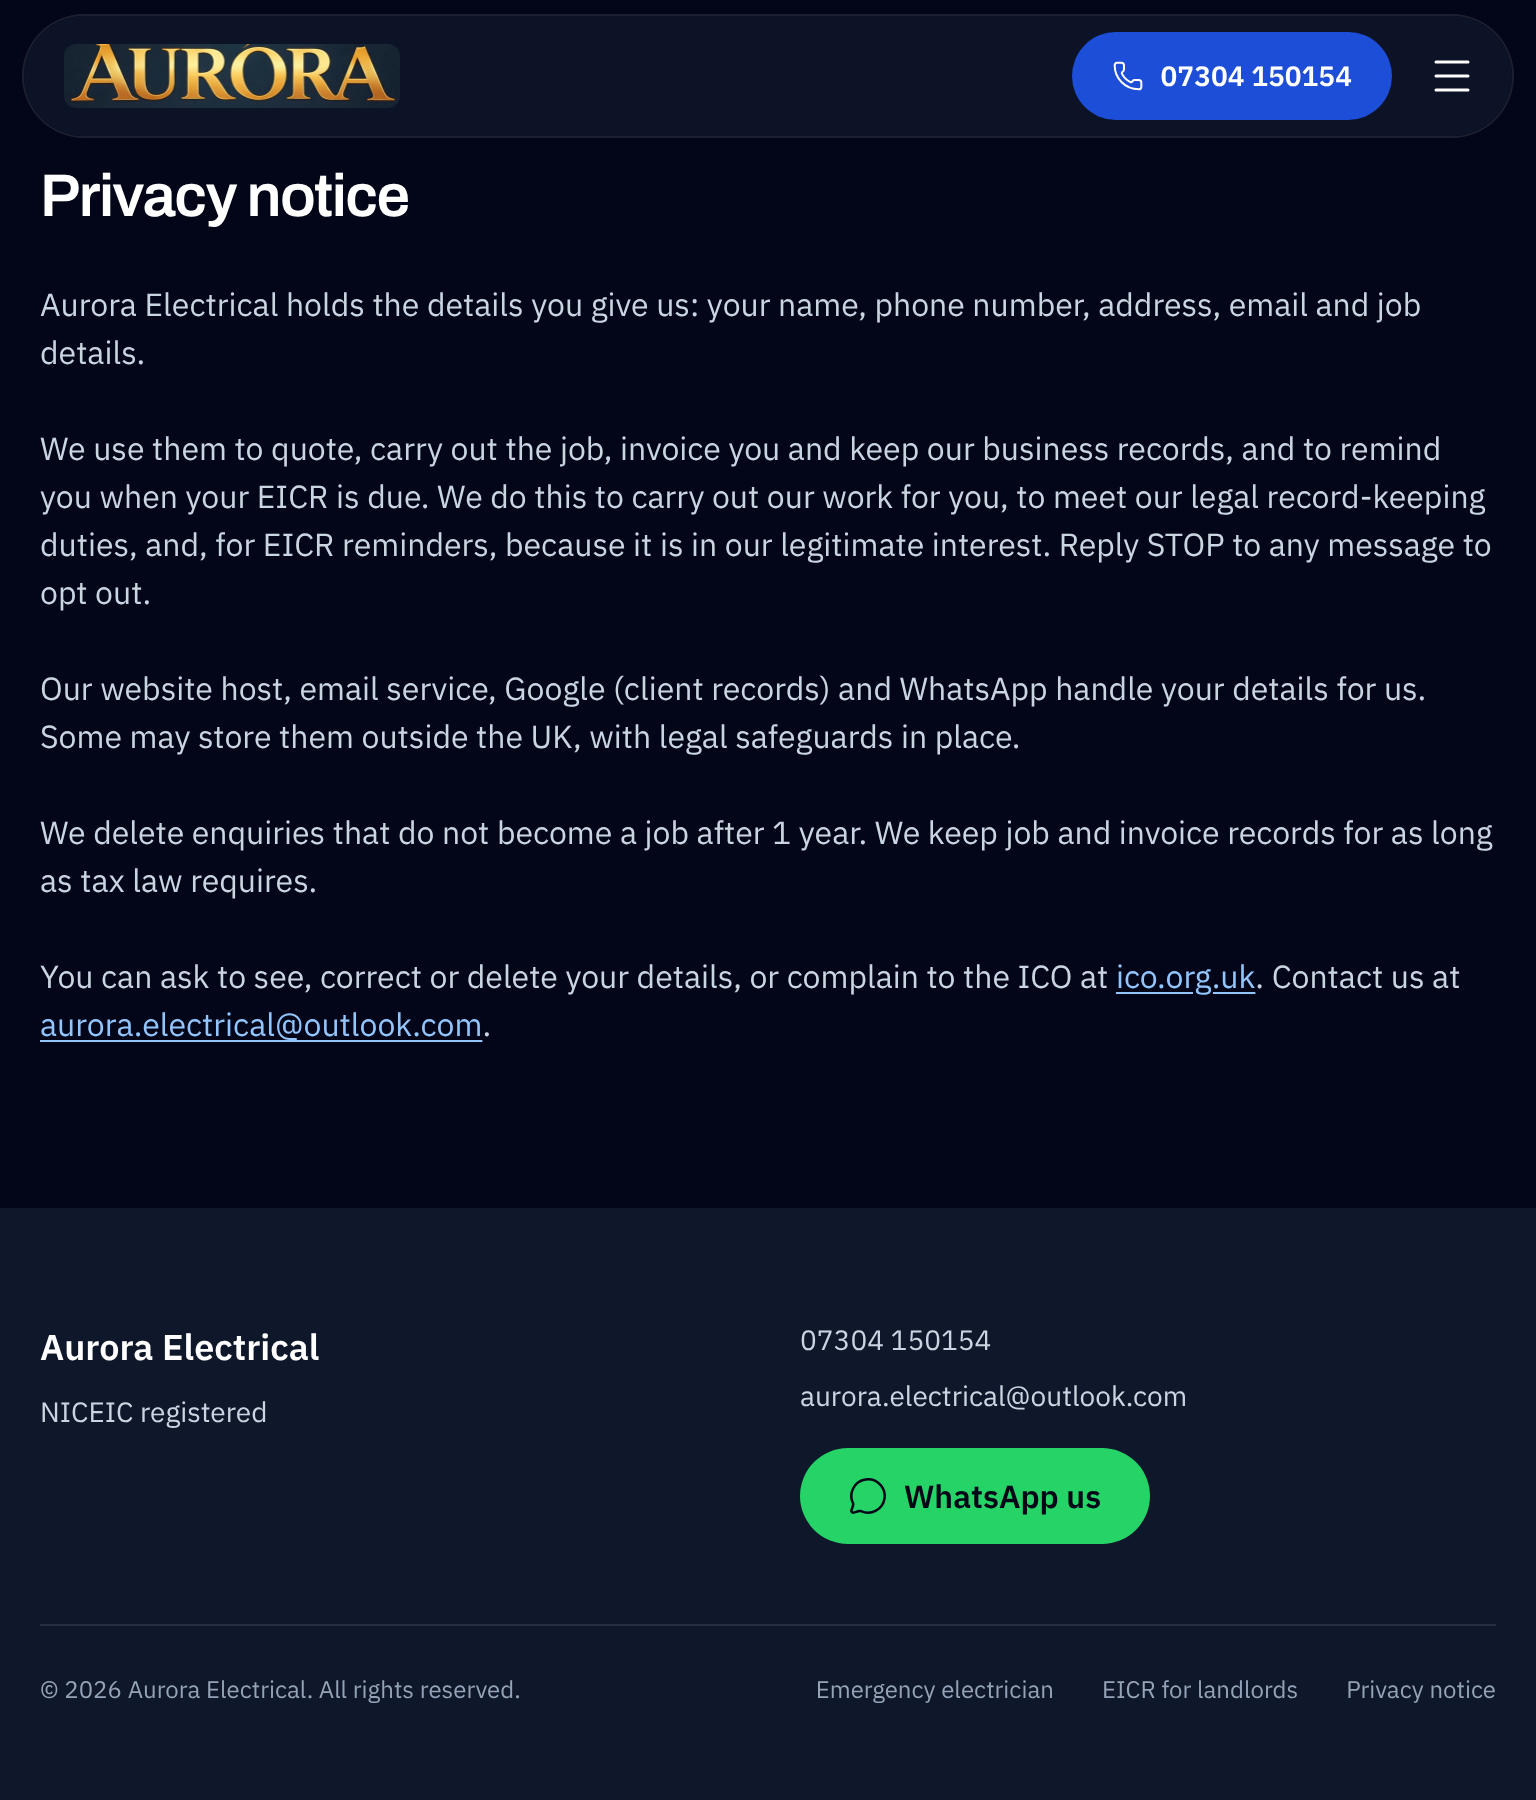 AURORA
07304 150154
Privacy notice
Aurora Electrical holds the details you give us: your name, phone number, address, email and job
details.
We use them to quote, carry out the job, invoice you and keep our business records, and to remind
you when your EICR is due. We do this to carry out our work for you, to meet our legal record-keeping
duties, and, for EICR reminders, because it is in our legitimate interest. Reply STOP to any message to
opt out.
Our website host, email service, Google (client records) and WhatsApp handle your details for us.
Some may store them outside the UK, with legal safeguards in place.
We delete enquiries that do not become a job after 1 year. We keep job and invoice records for as long
as tax law requires.
You can ask to see, correct or delete your details, or complain to the ICO at ico.org.uk. Contact us at
aurora.electrical@outlook.com.
Aurora Electrical
NICEIC registered
07304 150154
aurora.electrical@outlook.com
WhatsApp us
© 2026 Aurora Electrical. All rights reserved.
Emergency electrician
EICR for landlords
Privacy notice